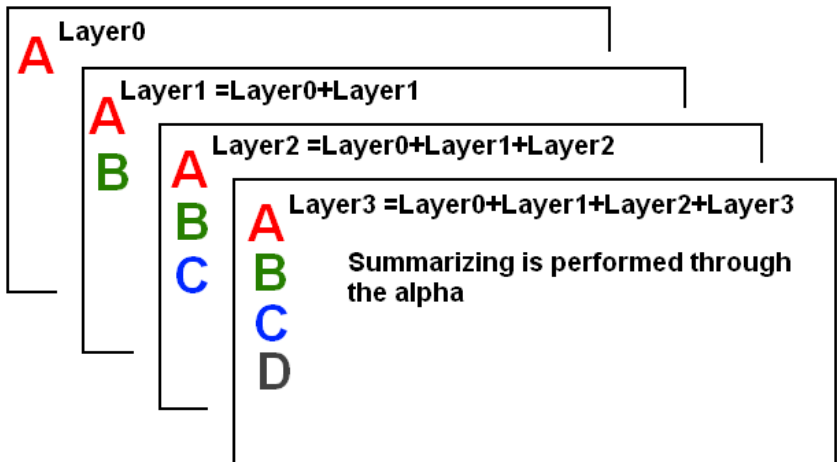 Layer0
A
Layer1 =Layer0+Layer1
A
B
Layer2 =Layer0+Layer1+Layer2
A
B
C
Layer3 =Layer0+Layer1+Layer2+Layer3
A
B
C
D
Summarizing is performed through
the alpha